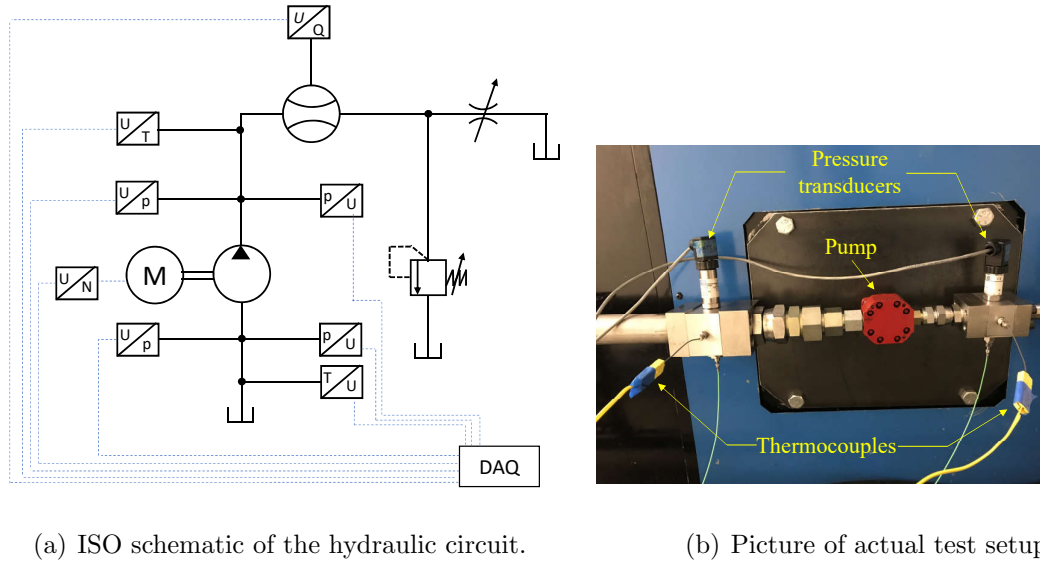 U
Q
U
T
U
p
p
U
M
U
N
U
p
p
U
T
U
DAQ
Pressure
transducers
Pump
Thermocouples
(a) ISO schematic of the hydraulic circuit.
(b) Picture of actual test setup